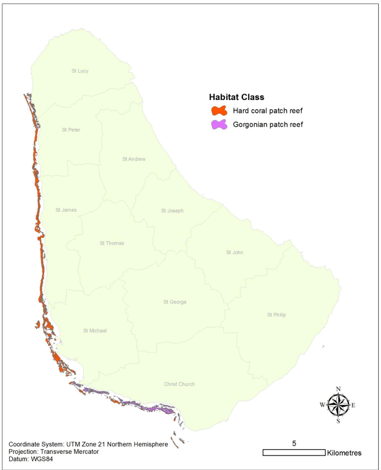 St Lucy
Habitat Class
Hard coral patch reef
Gorgonian patch reef
St Peter
St Andrew
St James
St Joseph
St Thomas
St John
St George
St Philip
St Michael
Christ Church
N
W
E
S
Coordinate System: UTM Zone 21 Northern Hemisphere
Projection: Transverse Mercator
Datum: WGS84
5
Kilometres